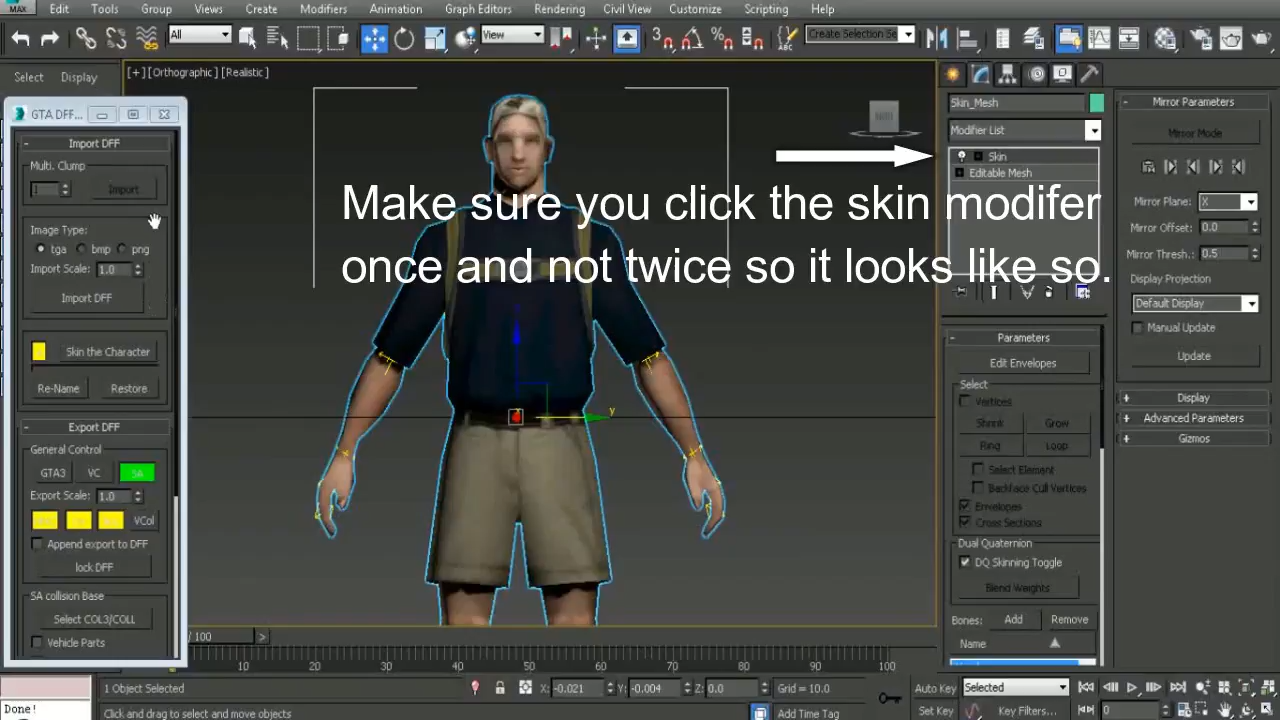 MAX Edit Tools Group Views Create Modifiers Animation Graph Editors Rendering Civil View Customize Scripting Help
All View Create Selection Se
Select Display
[+] [Orthographic] [Realistic]
GTA DFF...
- Import DFF
Multi. Clump
1 Import
Image Type:
tga bmp png
Import Scale: 1.0
Import DFF
Skin the Character
Re-Name Restore
- Export DFF
General Control
GTA3 VC SA
Export Scale: 1.0
VCol
Append export to DFF
lock DFF
SA collision Base
Select COL3/COLL
Vehicle Parts
Make sure you click the skin modifer
once and not twice so it looks like so.
y
Skin_Mesh
Modifier List
Skin
Editable Mesh
- Parameters
Edit Envelopes
Select
Vertices
Shrink Grow
Ring Loop
Select Element
Backface Cull Vertices
Envelopes
Cross Sections
Dual Quaternion
DQ Skinning Toggle
Blend Weights
Bones: Add Remove
Name
- Mirror Parameters
Mirror Mode
Mirror Plane: X
Mirror Offset: 0.0
Mirror Thresh.: 0.5
Display Projection
Default Display
Manual Update
Update
+ Display
+ Advanced Parameters
+ Gizmos
/ 100 >
10 20 30 40 50 60 70 80 90 100
1 Object Selected X: -0.021 Y: -0.004 Z: 0.0 Grid = 10.0 Auto Key Selected
Done! Click and drag to select and move objects Add Time Tag Set Key Key Filters... 0